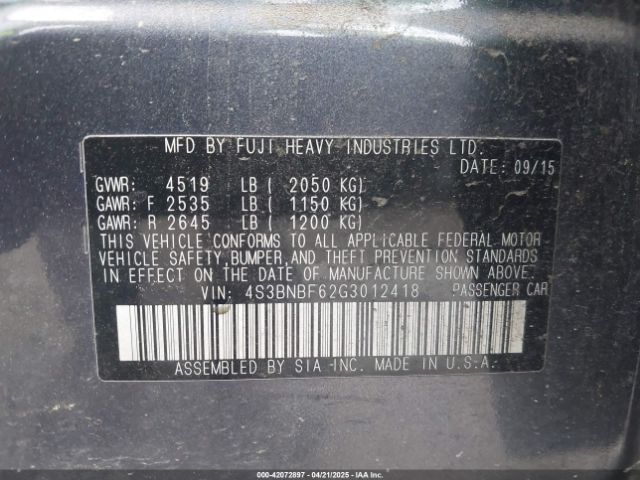 MFD BY FUJI HEAVY INDUSTRIES LTD.
DATE: 09/15
GVWR: 4519 LB ( 2050 KG)
GAWR: F 2535 LB ( 1150 KG)
GAWR: R 2645 LB ( 1200 KG)
THIS VEHICLE CONFORMS TO ALL APPLICABLE FEDERAL MOTOR
VEHICLE SAFETY, BUMPER, AND THEFT PREVENTION STANDARDS
IN EFFECT ON THE DATE OF MANUFACTURE SHOWN ABOVE.
VIN: 4S3BNBF62G3012418 PASSENGER CAR
ASSEMBLED BY SIA-INC. MADE IN U.S.A.
000-42072897 - 04/21/2025 - IAAI.COM